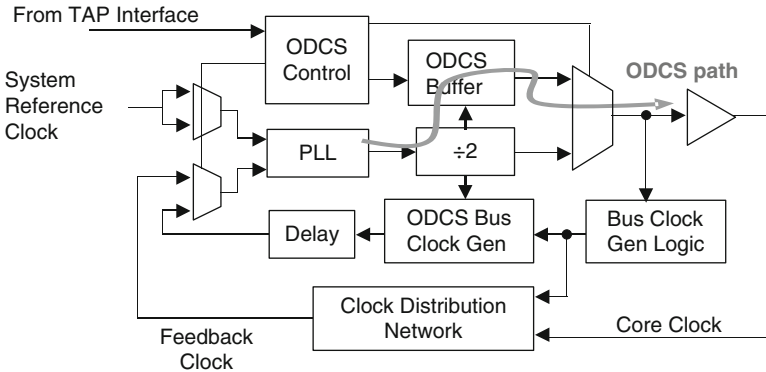 From TAP Interface
ODCS
Control
ODCS
Buffer
ODCS path
System
Reference
Clock
PLL
÷2
Delay
ODCS Bus
Clock Gen
Bus Clock
Gen Logic
Clock Distribution
Network
Core Clock
Feedback
Clock